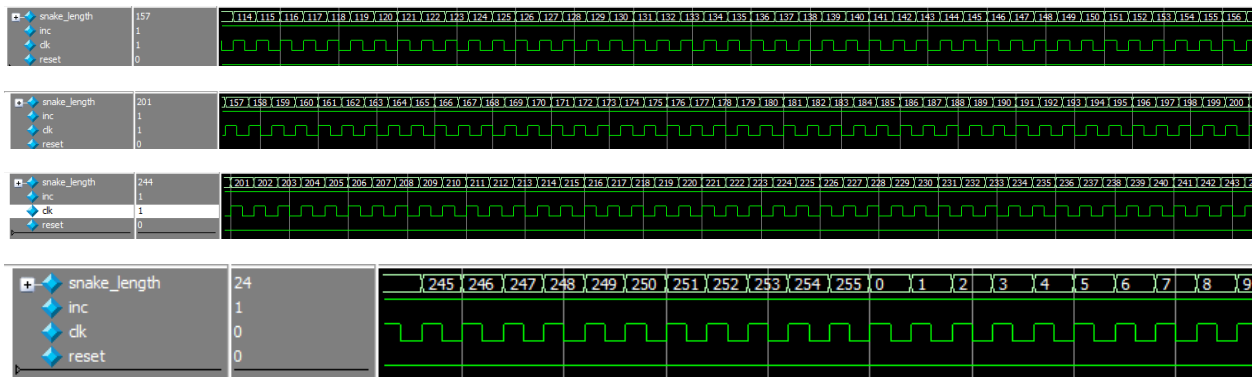 snake_length 157 114 115 116 117 118 119 120 121 122 123 124 125 126 127 128 129 130 131 132 133 134 135 136 137 138 139 140 141 142 143 144 145 146 147 148 149 150 151 152 153 154 155 156
inc 1
clk 1
reset 0
snake_length 201 157 158 159 160 161 162 163 164 165 166 167 168 169 170 171 172 173 174 175 176 177 178 179 180 181 182 183 184 185 186 187 188 189 190 191 192 193 194 195 196 197 198 199 200
inc 1
clk 1
reset 0
snake_length 244 201 202 203 204 205 206 207 208 209 210 211 212 213 214 215 216 217 218 219 220 221 222 223 224 225 226 227 228 229 230 231 232 233 234 235 236 237 238 239 240 241 242 243
inc 1
clk 1
reset 0
snake_length 24 245 246 247 248 249 250 251 252 253 254 255 0 1 2 3 4 5 6 7 8 9
inc 1
clk 0
reset 0